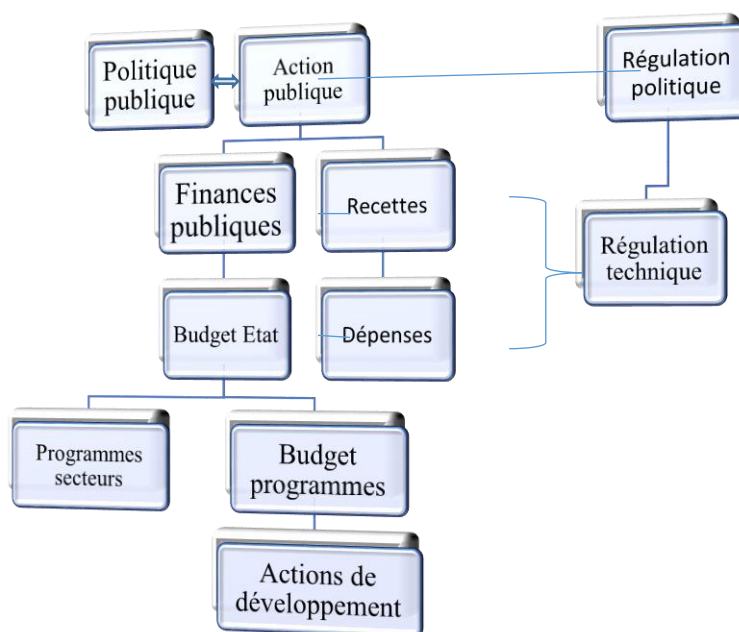 Politique
publique
Action
publique
Régulation
politique
Finances
publiques
Recettes
Régulation
technique
Budget Etat
Dépenses
Programmes
secteurs
Budget
programmes
Actions de
développement